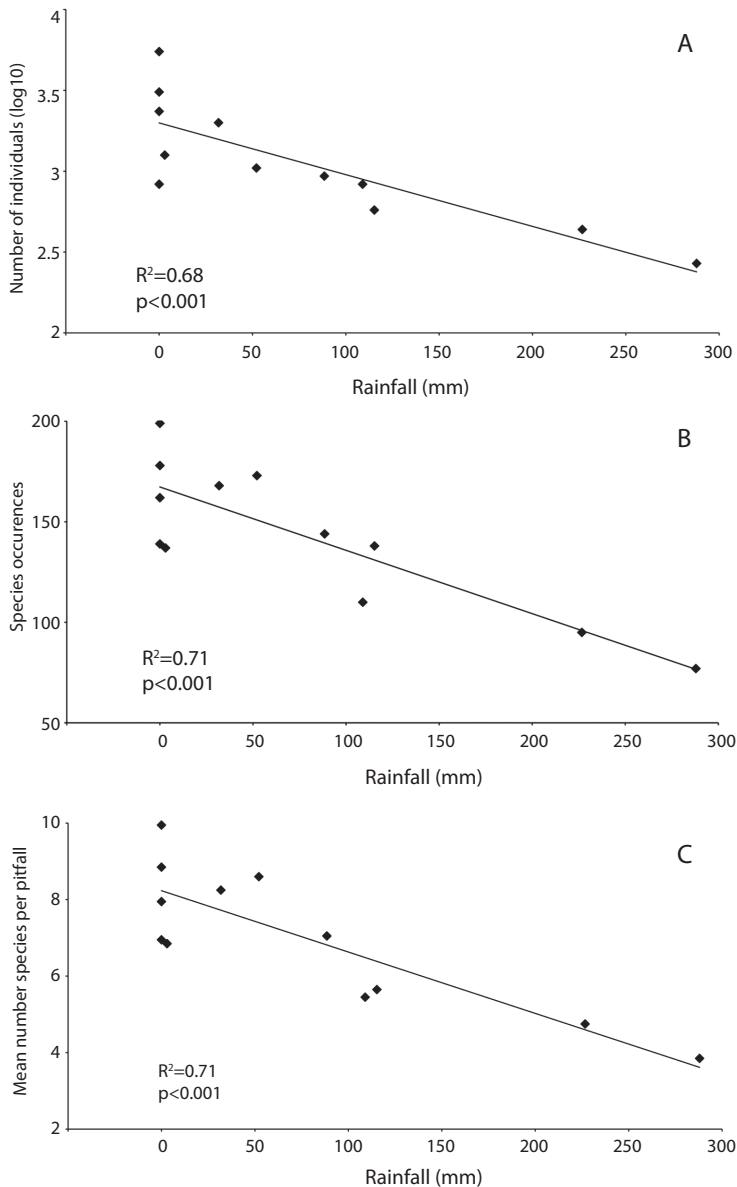 A
Number of individuals (log10)
4
3.5
3
2.5
2
R²=0.68
p<0.001
0 50 100 150 200 250 300
Rainfall (mm)
B
Species occurences
200
150
100
50
R²=0.71
p<0.001
0 50 100 150 200 250 300
Rainfall (mm)
C
Mean number species per pitfall
10
8
6
4
2
R²=0.71
p<0.001
0 50 100 150 200 250 300
Rainfall (mm)